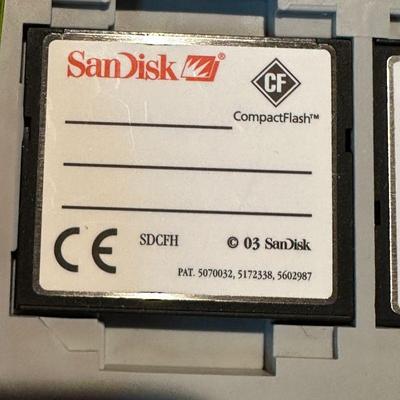 SanDisk ®
CF
CompactFlash™
CE
SDCFH © 03 SanDisk
PAT. 5070032, 5172338, 5602987